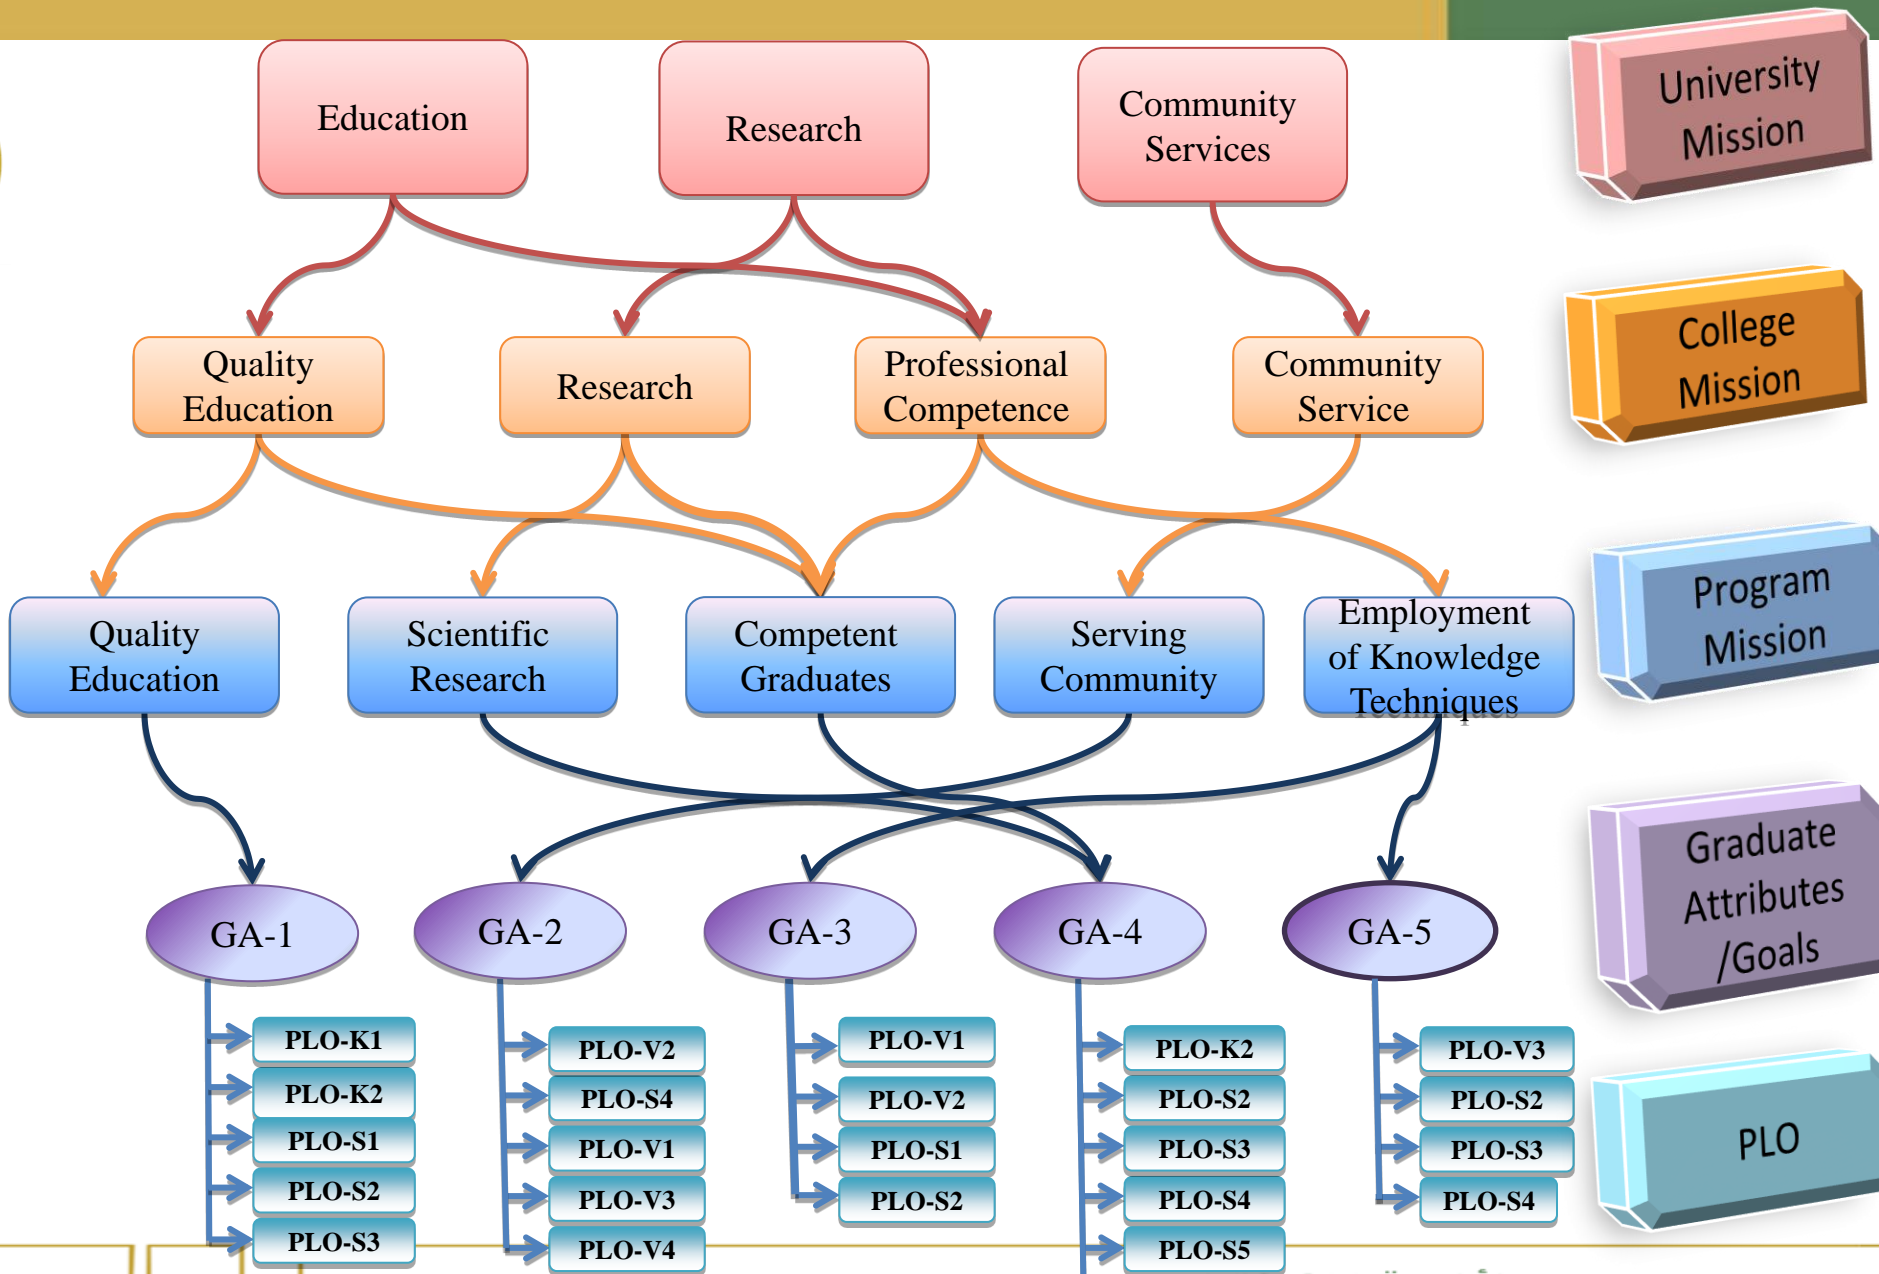 Education
Research
Community
Services
University
Mission
Quality
Education
Research
Professional
Competence
Community
Service
College
Mission
Quality
Education
Scientific
Research
Competent
Graduates
Serving
Community
Employment
of Knowledge
Techniques
Program
Mission
GA-1
GA-2
GA-3
GA-4
GA-5
Graduate
Attributes
/Goals
PLO-K1
PLO-K2
PLO-S1
PLO-S2
PLO-S3
PLO-V2
PLO-S4
PLO-V1
PLO-V3
PLO-V4
PLO-V1
PLO-V2
PLO-S1
PLO-S2
PLO-K2
PLO-S2
PLO-S3
PLO-S4
PLO-S5
PLO-V3
PLO-S2
PLO-S3
PLO-S4
PLO